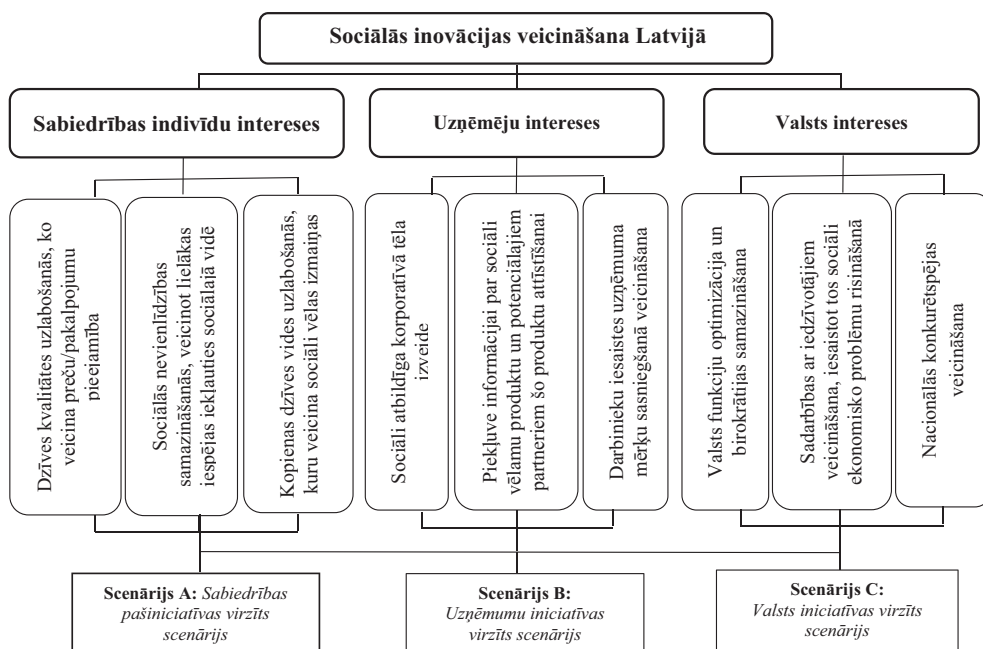 Sociālās inovācijas veicināšana Latvijā
Sabiedrības indivīdu intereses
Uzņēmēju intereses
Valsts intereses
Dzīves kvalitātes uzlabošanās, ko
veicina preču/pakalpojumu
pieejamība
Sociālās nevienlīdzības
samazināšanās, veicinot lielākas
iespējas iekļauties sociālajā vidē
Kopienas dzīves vides uzlabošanās,
kuru veicina sociāli vēlas izmaiņas
Sociāli atbildīga korporatīvā tēla
izveide
Piekļuve informācijai par sociāli
vēlamu produktu un potenciālajiem
partneriem šo produktu attīstīšanai
Darbinieku iesaistes uzņēmuma
mērķu sasniegšanā veicināšana
Valsts funkciju optimizācija un
birokrātijas samazināšana
Sadarbības ar iedzīvotājiem
veicināšana, iesaistot tos sociāli
ekonomisko problēmu risināšanā
Nacionālās konkurētspējas
veicināšana
Scenārijs A: Sabiedrības
pašiniciatīvas virzīts
scenārijs
Scenārijs B:
Uzņēmumu iniciatīvas
virzīts scenārijs
Scenārijs C:
Valsts iniciatīvas virzīts
scenārijs